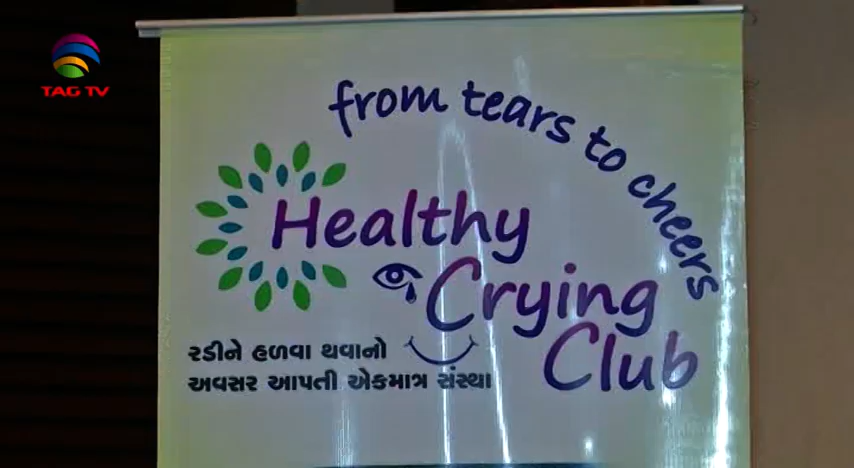 TAG TV
from tears to cheers
Healthy
Crying
Club
રડીને હળવા થવાનો
અવસર આપતી એકમાત્ર સંસ્થા